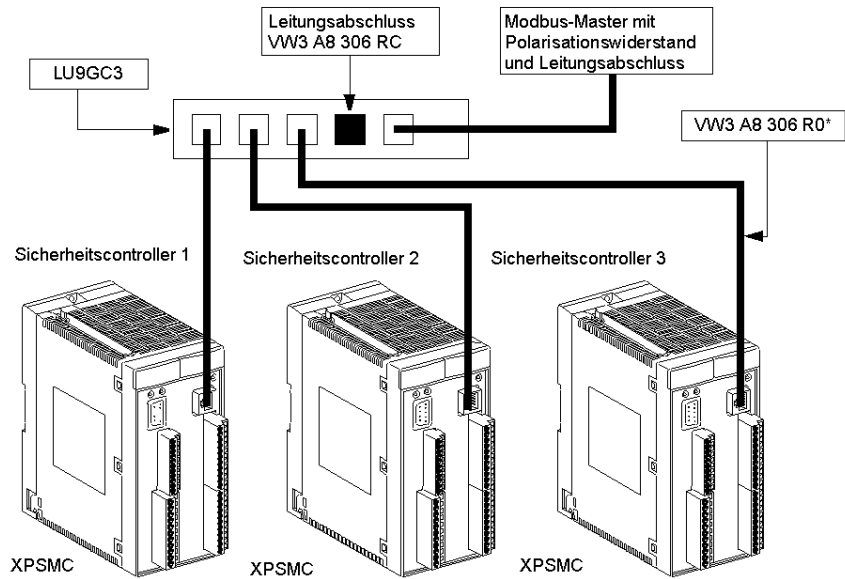 Leitungsabschluss
VW3 A8 306 RC
Modbus-Master mit
Polarisationswiderstand
und Leitungsabschluss
LU9GC3
VW3 A8 306 R0*
Sicherheitscontroller 1
Sicherheitscontroller 2
Sicherheitscontroller 3
XPSMC
XPSMC
XPSMC